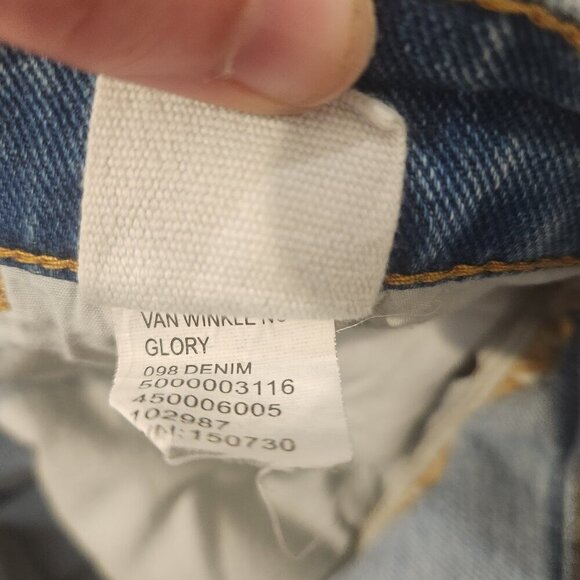 VAN WINKLE
GLORY
098 DENIM
5000003116
450006005
102987
:150730